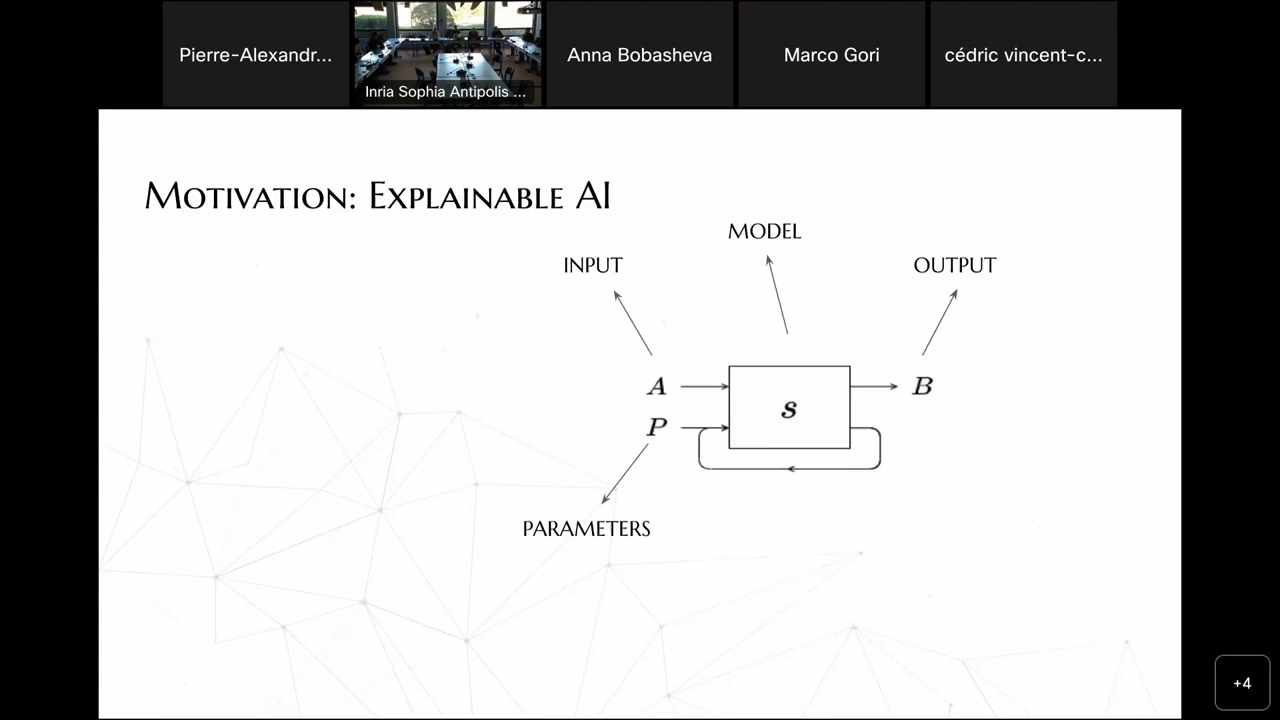 Pierre-Alexandr...
Inria Sophia Antipolis ...
Anna Bobasheva
Marco Gori
cédric vincent-c...
Motivation: Explainable AI
MODEL
INPUT
OUTPUT
A
B
s
P
PARAMETERS
+4